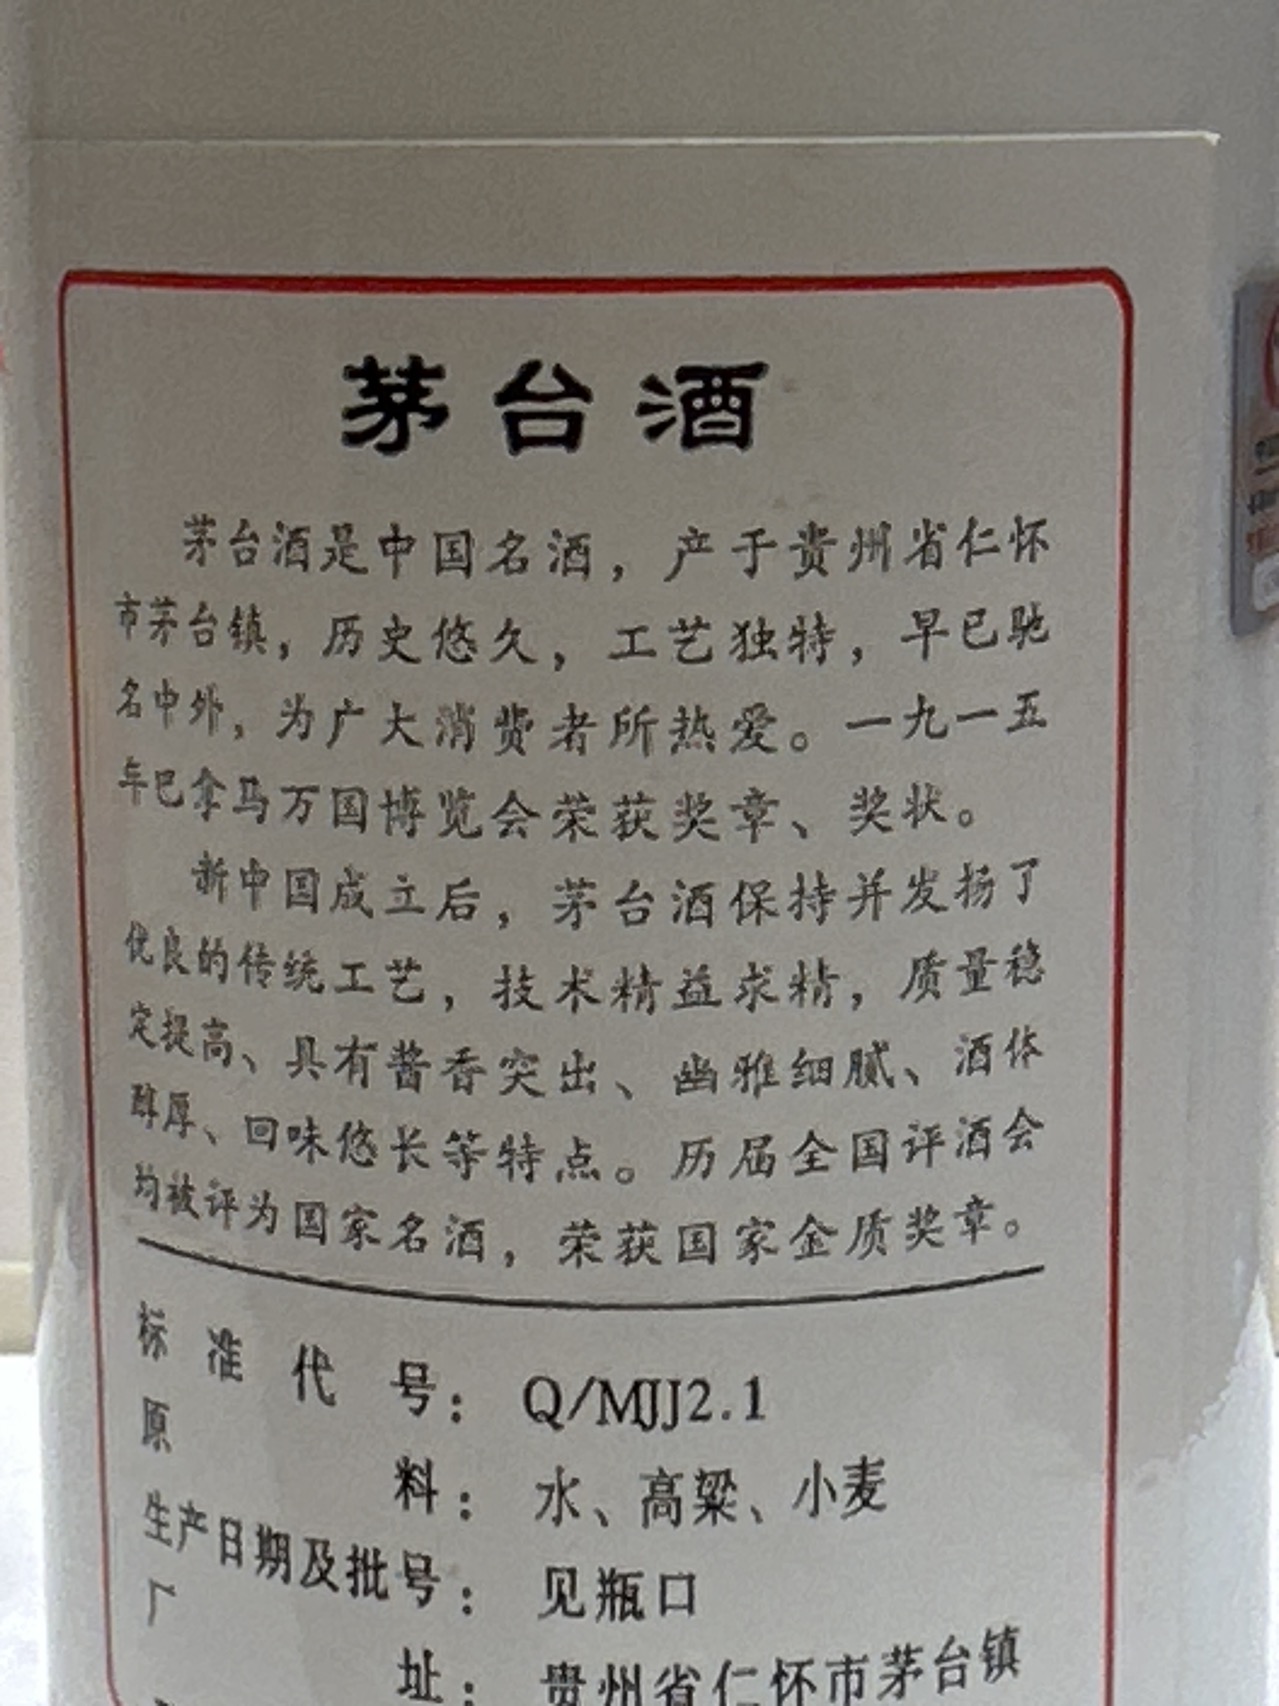 茅台酒
茅台酒是中国名酒，产于贵州省仁怀
市茅台镇，历史悠久，工艺独特，早已驰
名中外，为广大消费者所热爱。一九一五
年巴拿马万国博览会荣获奖章、奖状。
新中国成立后，茅台酒保持并发扬了
优良的传统工艺，技术精益求精，质量稳
定提高、具有酱香突出、幽雅细腻、酒体
醇厚、回味悠长等特点。历届全国评酒会
均被评为国家名酒，荣获国家金质奖章。
标准代号：Q/MJJ2.1
原料：水、高粱、小麦
生产日期及批号：见瓶口
厂址：贵州省仁怀市茅台镇